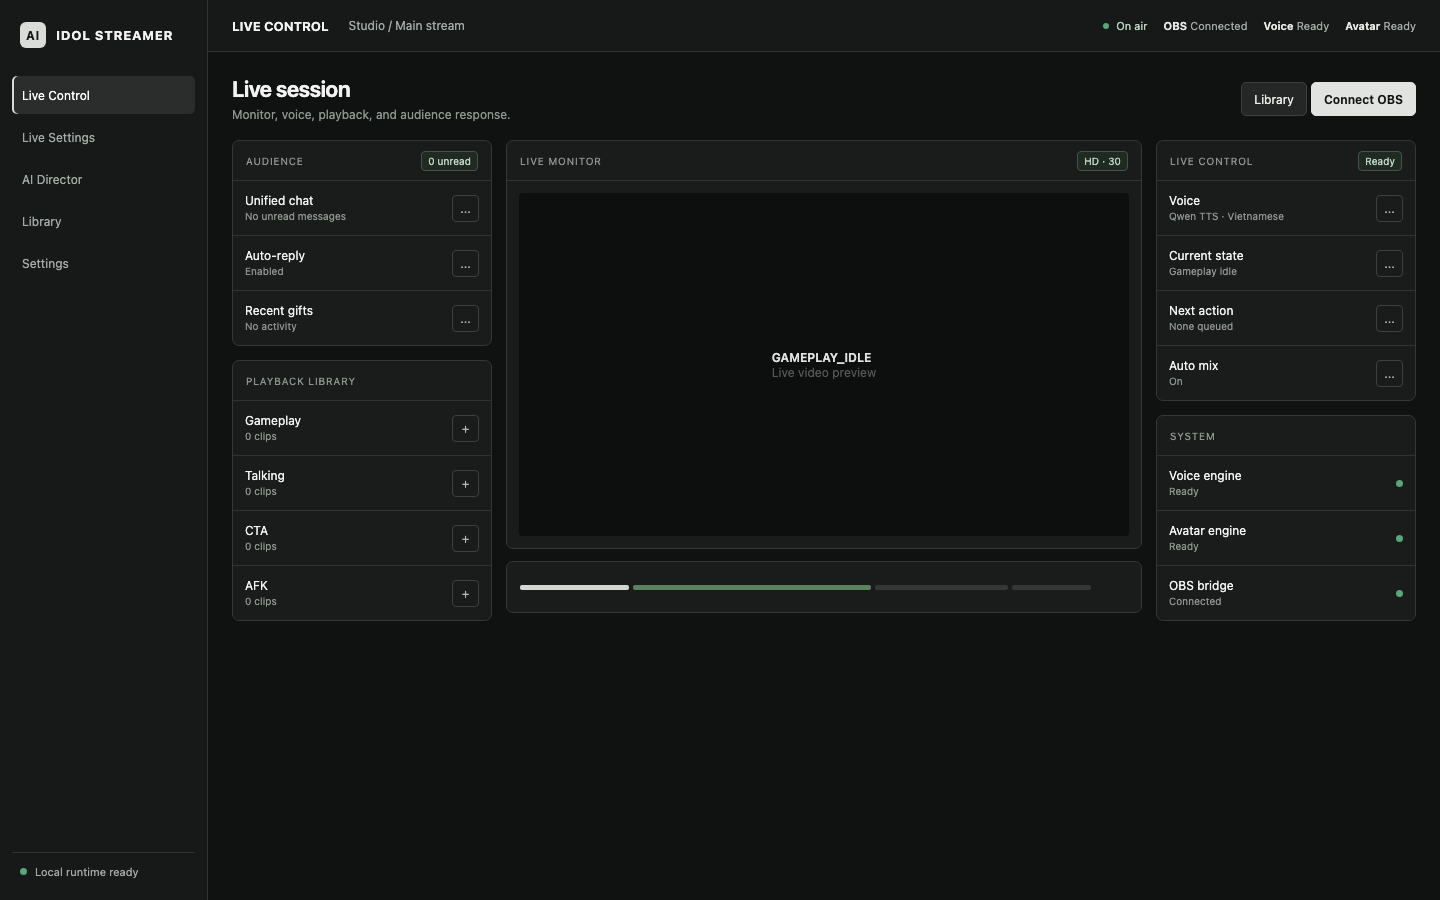 AI IDOL STREAMER
Live Control
Live Settings
AI Director
Library
Settings
Local runtime ready
LIVE CONTROL Studio / Main stream
On air OBS Connected Voice Ready Avatar Ready
Live session
Monitor, voice, playback, and audience response.
Library Connect OBS
AUDIENCE 0 unread
Unified chat
No unread messages
...
Auto-reply
Enabled
...
Recent gifts
No activity
...
PLAYBACK LIBRARY
Gameplay
0 clips
+
Talking
0 clips
+
CTA
0 clips
+
AFK
0 clips
+
LIVE MONITOR HD · 30
GAMEPLAY_IDLE
Live video preview
LIVE CONTROL Ready
Voice
Qwen TTS · Vietnamese
...
Current state
Gameplay idle
...
Next action
None queued
...
Auto mix
On
...
SYSTEM
Voice engine
Ready
Avatar engine
Ready
OBS bridge
Connected